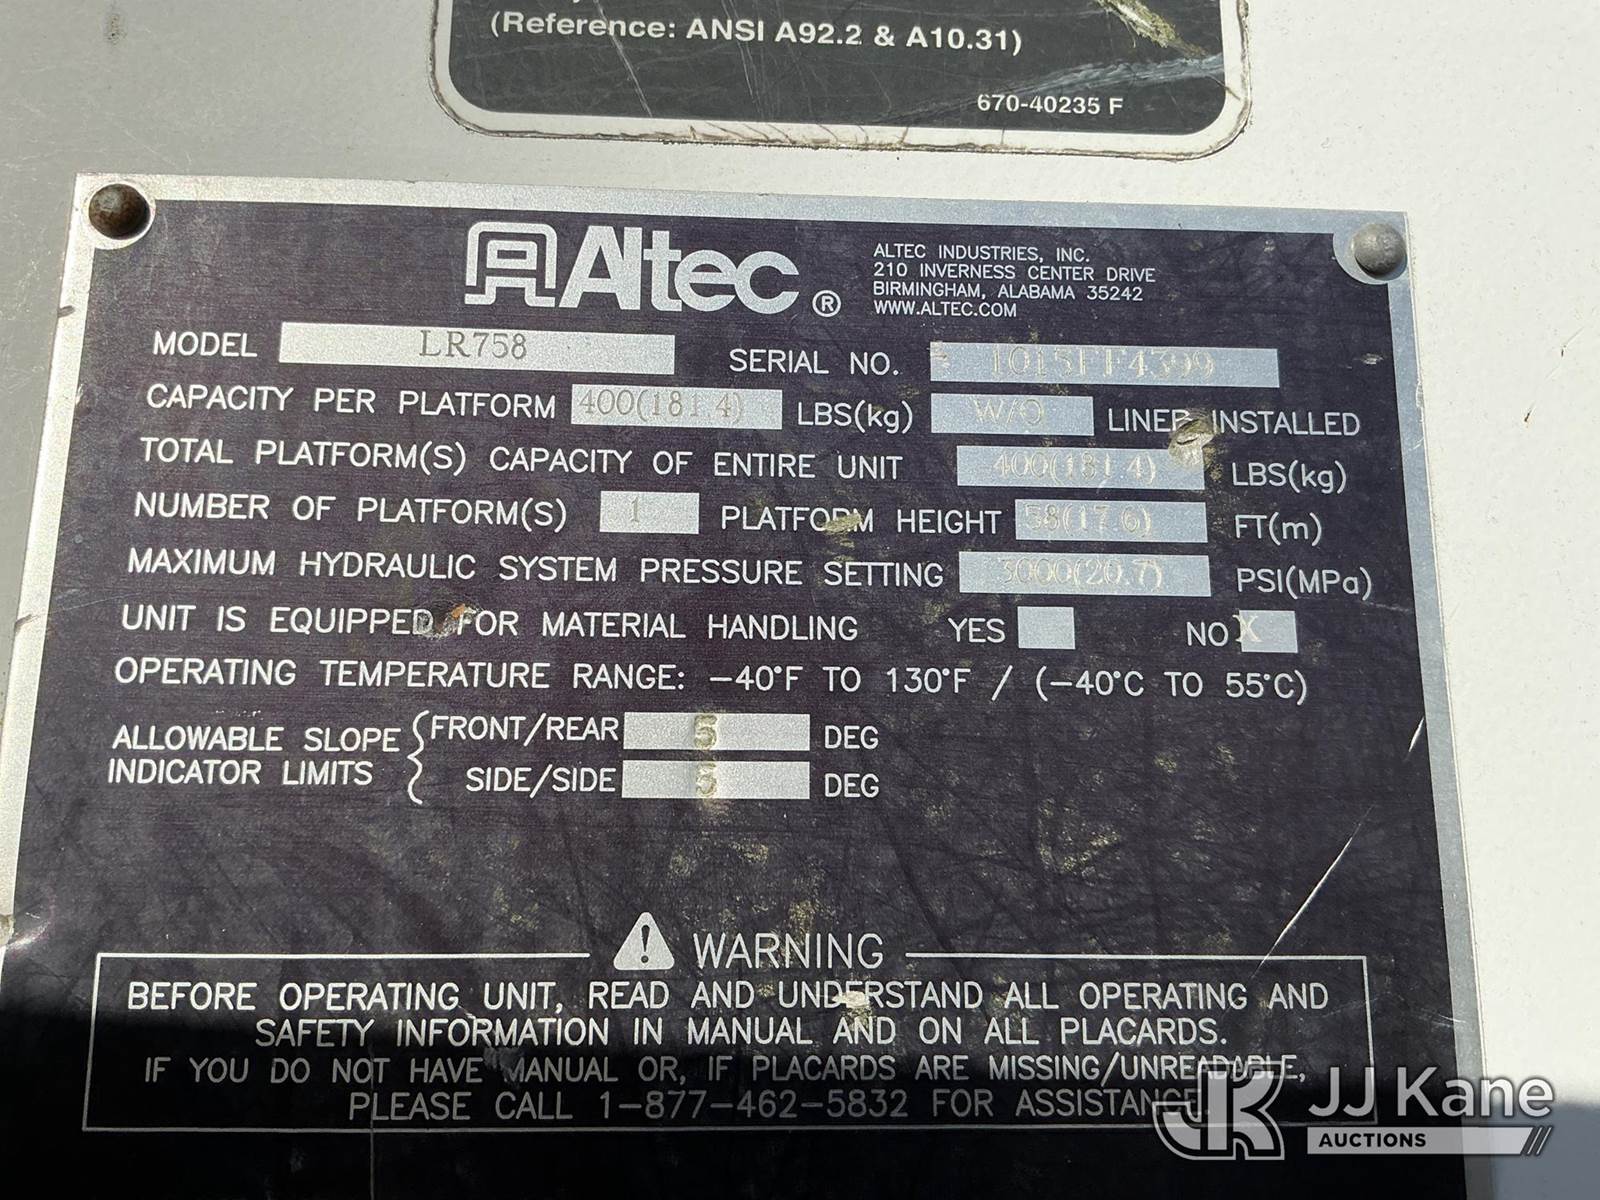 (Reference: ANSI A92.2 & A10.31)
670-40235 F
Altec ®
ALTEC INDUSTRIES, INC.
210 INVERNESS CENTER DRIVE
BIRMINGHAM, ALABAMA 35242
WWW.ALTEC.COM
MODEL LR758 SERIAL NO. 1015FF4399
CAPACITY PER PLATFORM 400(181.4) LBS(kg) W/O LINER INSTALLED
TOTAL PLATFORM(S) CAPACITY OF ENTIRE UNIT 400(181.4) LBS(kg)
NUMBER OF PLATFORM(S) 1 PLATFORM HEIGHT 58(17.6) FT(m)
MAXIMUM HYDRAULIC SYSTEM PRESSURE SETTING 3000(20.7) PSI(MPa)
UNIT IS EQUIPPED FOR MATERIAL HANDLING YES NO X
OPERATING TEMPERATURE RANGE: -40°F TO 130°F / (-40°C TO 55°C)
ALLOWABLE SLOPE INDICATOR LIMITS
FRONT/REAR 5 DEG
SIDE/SIDE 5 DEG
WARNING
BEFORE OPERATING UNIT, READ AND UNDERSTAND ALL OPERATING AND
SAFETY INFORMATION IN MANUAL AND ON ALL PLACARDS.
IF YOU DO NOT HAVE MANUAL OR, IF PLACARDS ARE MISSING/UNREADABLE,
PLEASE CALL 1-877-462-5832 FOR ASSISTANCE.
JK JJ Kane
AUCTIONS